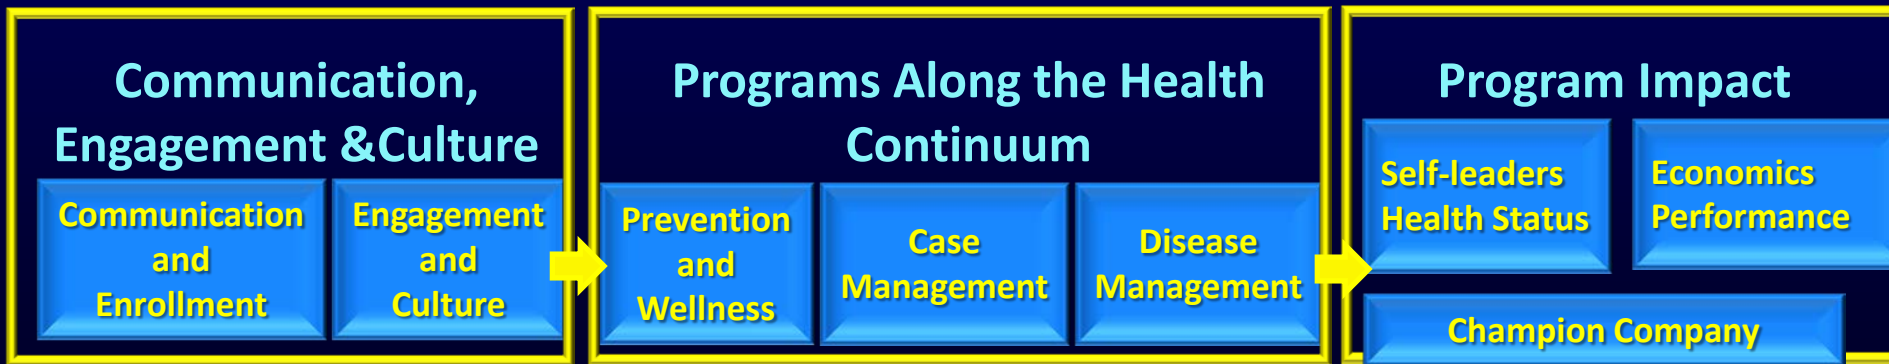 Communication,
Engagement &Culture
Communication
and
Enrollment
Engagement
and
Culture
Programs Along the Health
Continuum
Prevention
and
Wellness
Case
Management
Disease
Management
Program Impact
Self-leaders
Health Status
Economics
Performance
Champion Company